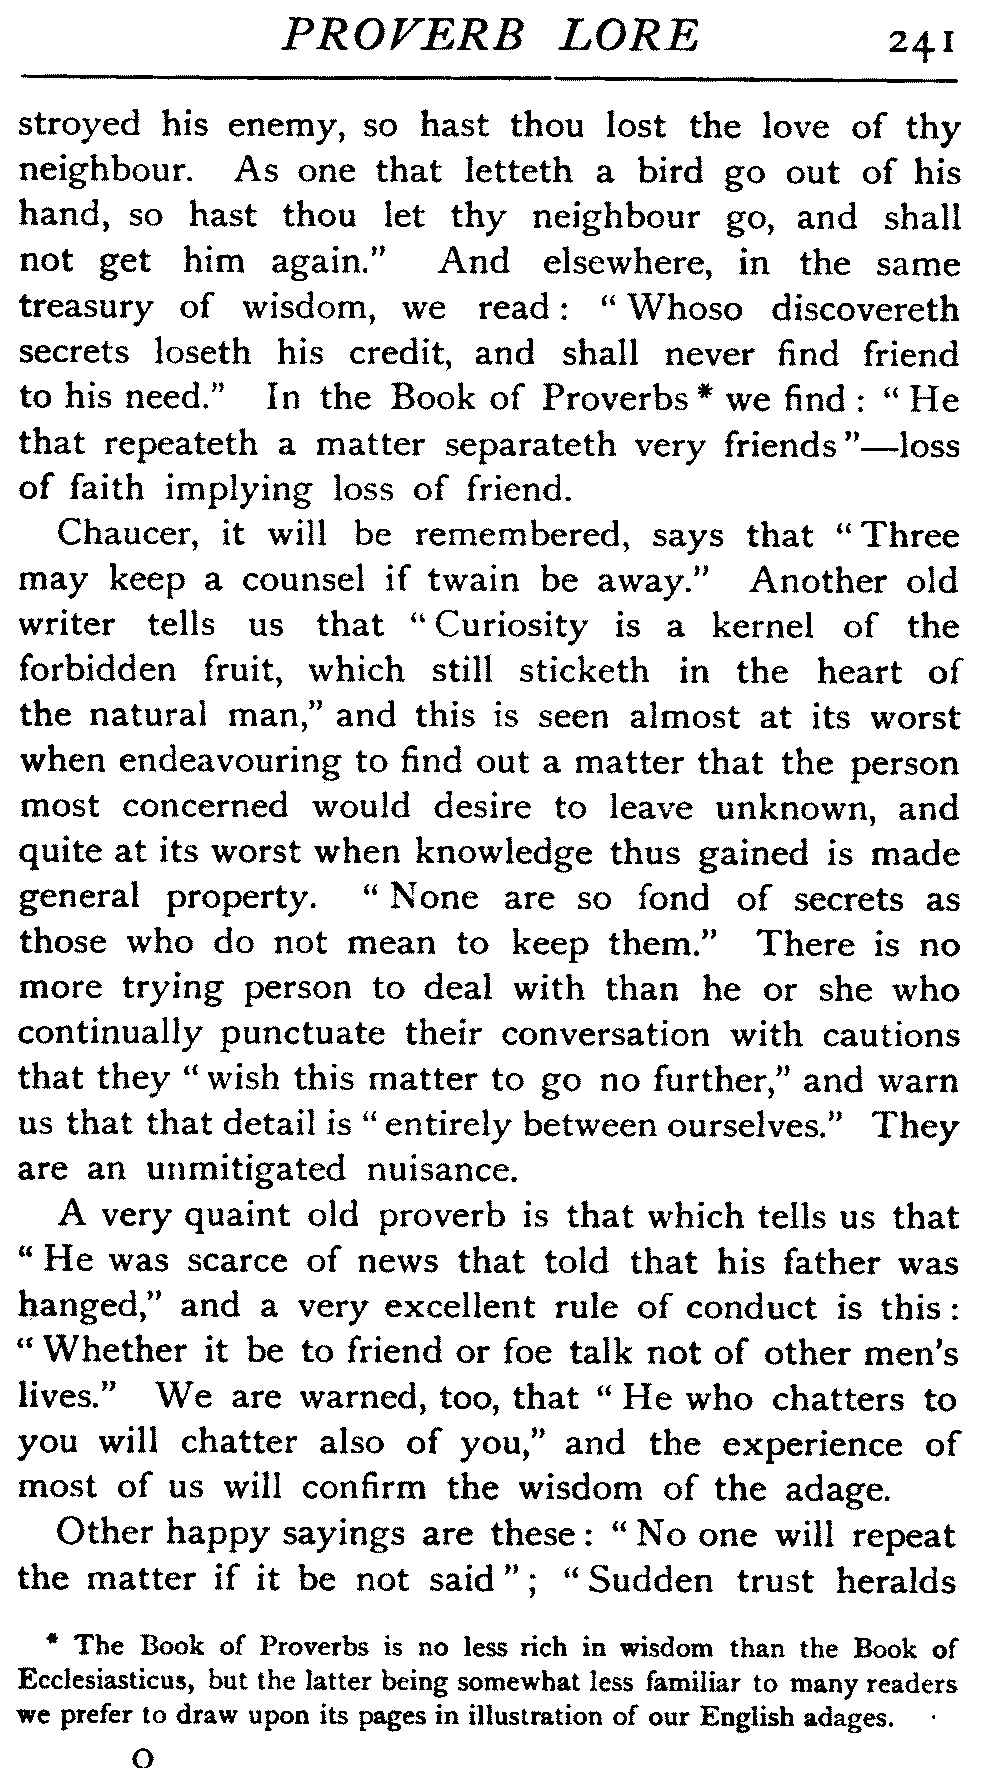 PROVERB LORE 241
stroyed his enemy, so hast thou lost the love of thy
neighbour. As one that letteth a bird go out of his
hand, so hast thou let thy neighbour go, and shall
not get him again.” And elsewhere, in the same
treasury of wisdom, we read : “ Whoso discovereth
secrets loseth his credit, and shall never find friend
to his need.” In the Book of Proverbs * we find : “ He
that repeateth a matter separateth very friends ”—loss
of faith implying loss of friend.
Chaucer, it will be remembered, says that “ Three
may keep a counsel if twain be away.” Another old
writer tells us that “ Curiosity is a kernel of the
forbidden fruit, which still sticketh in the heart of
the natural man,” and this is seen almost at its worst
when endeavouring to find out a matter that the person
most concerned would desire to leave unknown, and
quite at its worst when knowledge thus gained is made
general property. “ None are so fond of secrets as
those who do not mean to keep them.” There is no
more trying person to deal with than he or she who
continually punctuate their conversation with cautions
that they “ wish this matter to go no further,” and warn
us that that detail is “ entirely between ourselves.” They
are an unmitigated nuisance.
A very quaint old proverb is that which tells us that
“ He was scarce of news that told that his father was
hanged,” and a very excellent rule of conduct is this :
“ Whether it be to friend or foe talk not of other men’s
lives.” We are warned, too, that “ He who chatters to
you will chatter also of you,” and the experience of
most of us will confirm the wisdom of the adage.
Other happy sayings are these : “ No one will repeat
the matter if it be not said ” ; “ Sudden trust heralds
* The Book of Proverbs is no less rich in wisdom than the Book of
Ecclesiasticus, but the latter being somewhat less familiar to many readers
we prefer to draw upon its pages in illustration of our English adages.
O